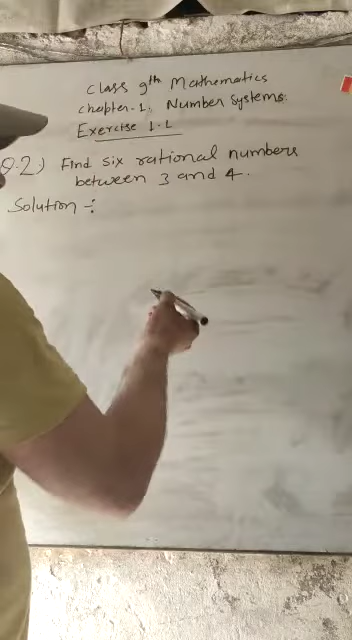 Class 9th Mathematics
chapter-1. Number Systems.
Exercise 1.1
Q.2) Find six rational numbers
between 3 and 4.
Solution -: